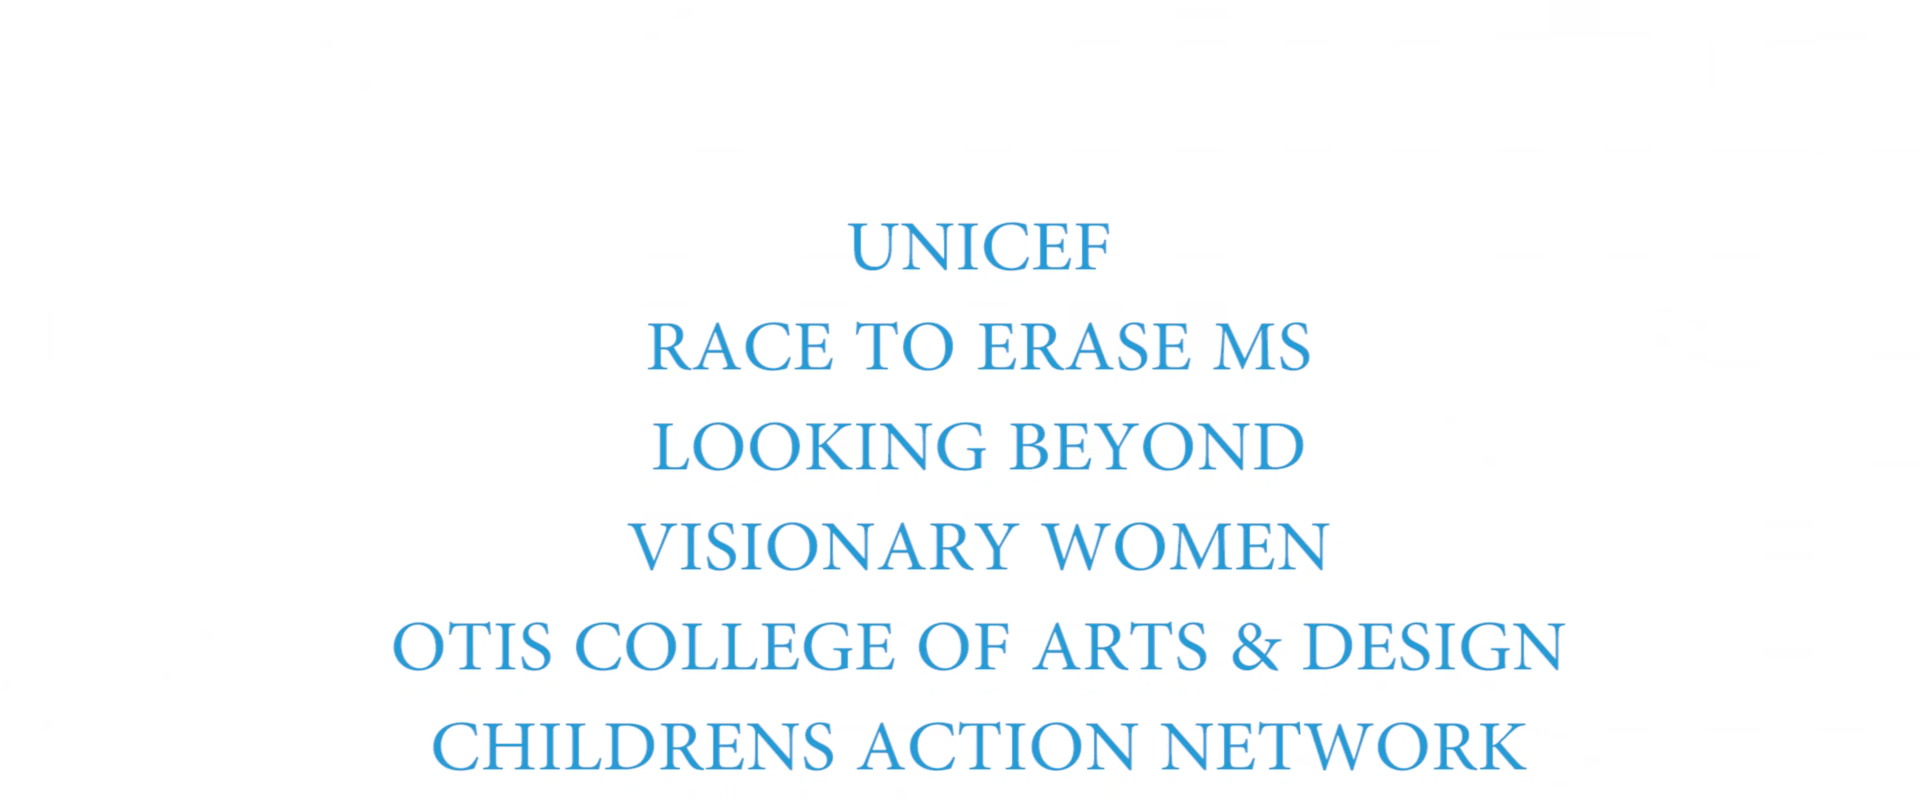 UNICEF
RACE TO ERASE MS
LOOKING BEYOND
VISIONARY WOMEN
OTIS COLLEGE OF ARTS & DESIGN
CHILDRENS ACTION NETWORK